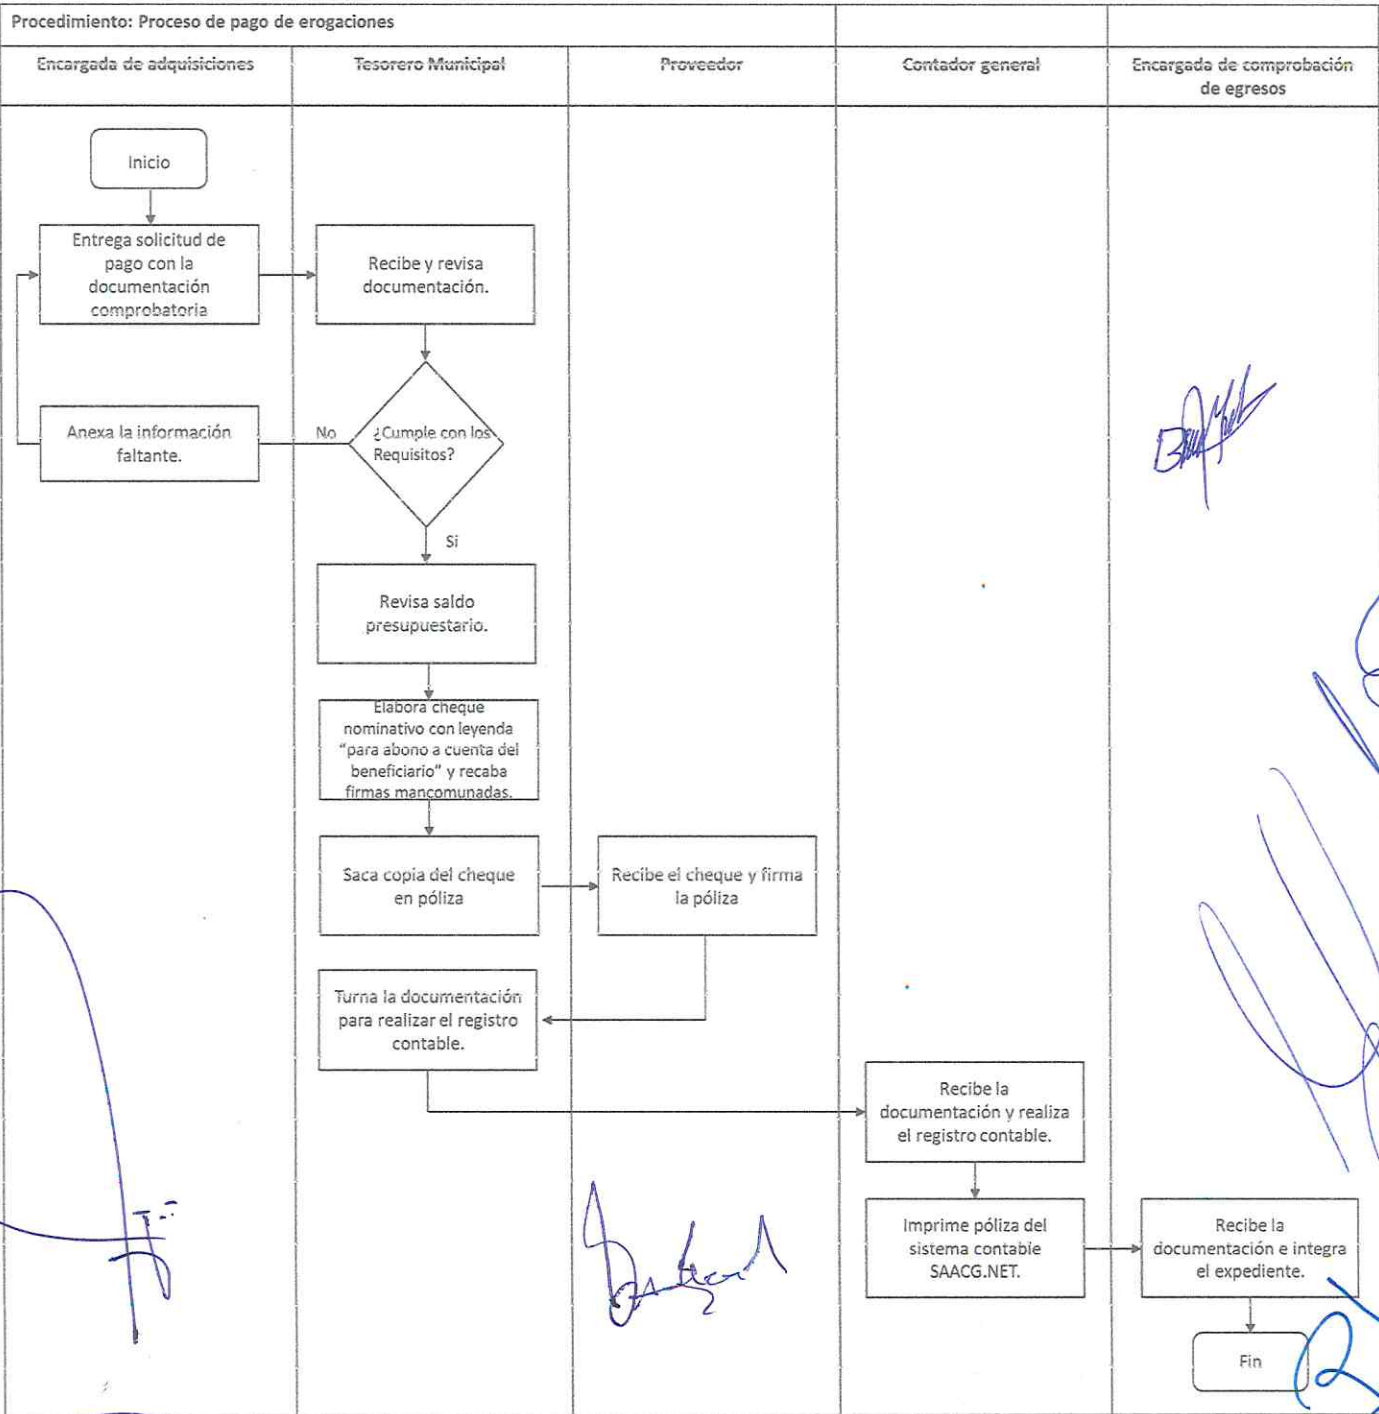 Procedimiento: Proceso de pago de erogaciones
Encargada de adquisiciones
Tesorero Municipal
Proveedor
Contador general
Encargada de comprobación
de egresos
Inicio
Entrega solicitud de
pago con la
documentación
comprobatoria
Recibe y revisa
documentación.
Anexa la información
faltante.
No
¿Cumple con los
Requisitos?
Si
Revisa saldo
presupuestario.
Elabora cheque
nominativo con leyenda
“para abono a cuenta del
beneficiario” y recaba
firmas mancomunadas.
Saca copia del cheque
en póliza
Recibe el cheque y firma
la póliza
Turna la documentación
para realizar el registro
contable.
Recibe la
documentación y realiza
el registro contable.
Imprime póliza del
sistema contable
SAACG.NET.
Recibe la
documentación e integra
el expediente.
Fin